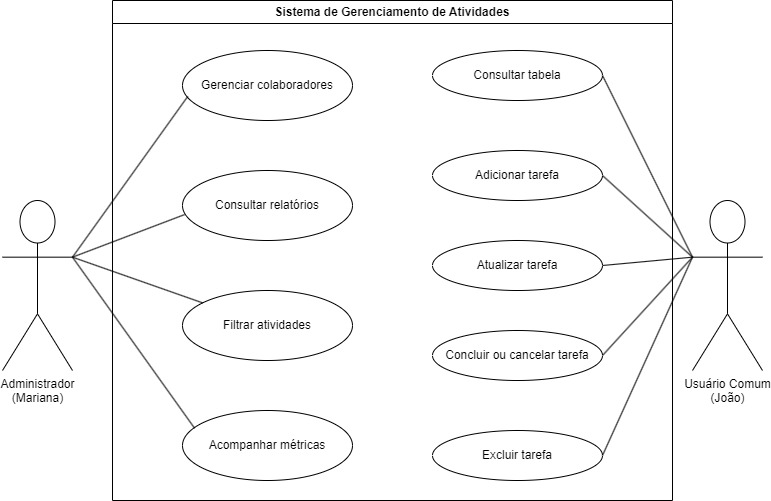 Sistema de Gerenciamento de Atividades
Gerenciar colaboradores
Consultar relatórios
Filtrar atividades
Acompanhar métricas
Consultar tabela
Adicionar tarefa
Atualizar tarefa
Concluir ou cancelar tarefa
Excluir tarefa
Administrador
(Mariana)
Usuário Comum
(João)